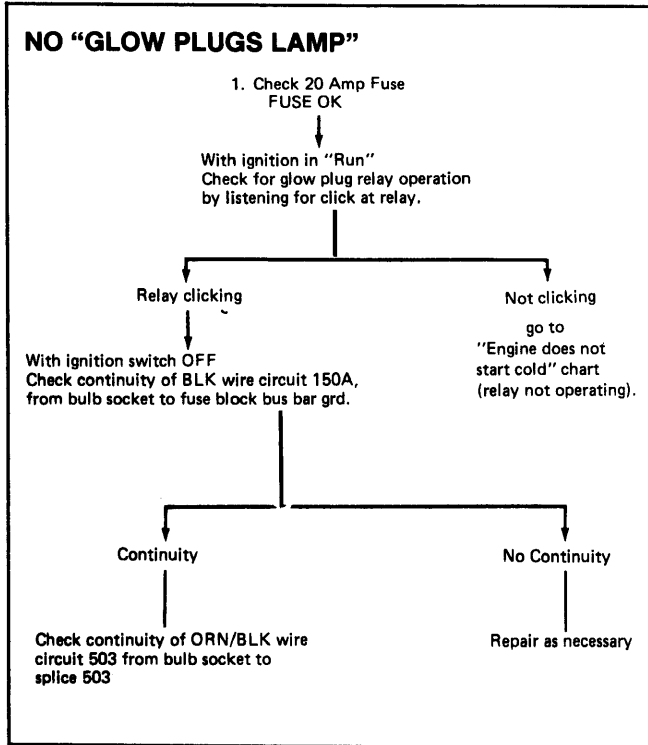 NO “GLOW PLUGS LAMP”
1. Check 20 Amp Fuse
FUSE OK
With ignition in "Run"
Check for glow plug relay operation
by listening for click at relay.
Relay clicking
Not clicking
go to
"Engine does not
start cold" chart
(relay not operating).
With ignition switch OFF
Check continuity of BLK wire circuit 150A,
from bulb socket to fuse block bus bar grd.
Continuity
No Continuity
Check continuity of ORN/BLK wire
circuit 503 from bulb socket to
splice 503
Repair as necessary